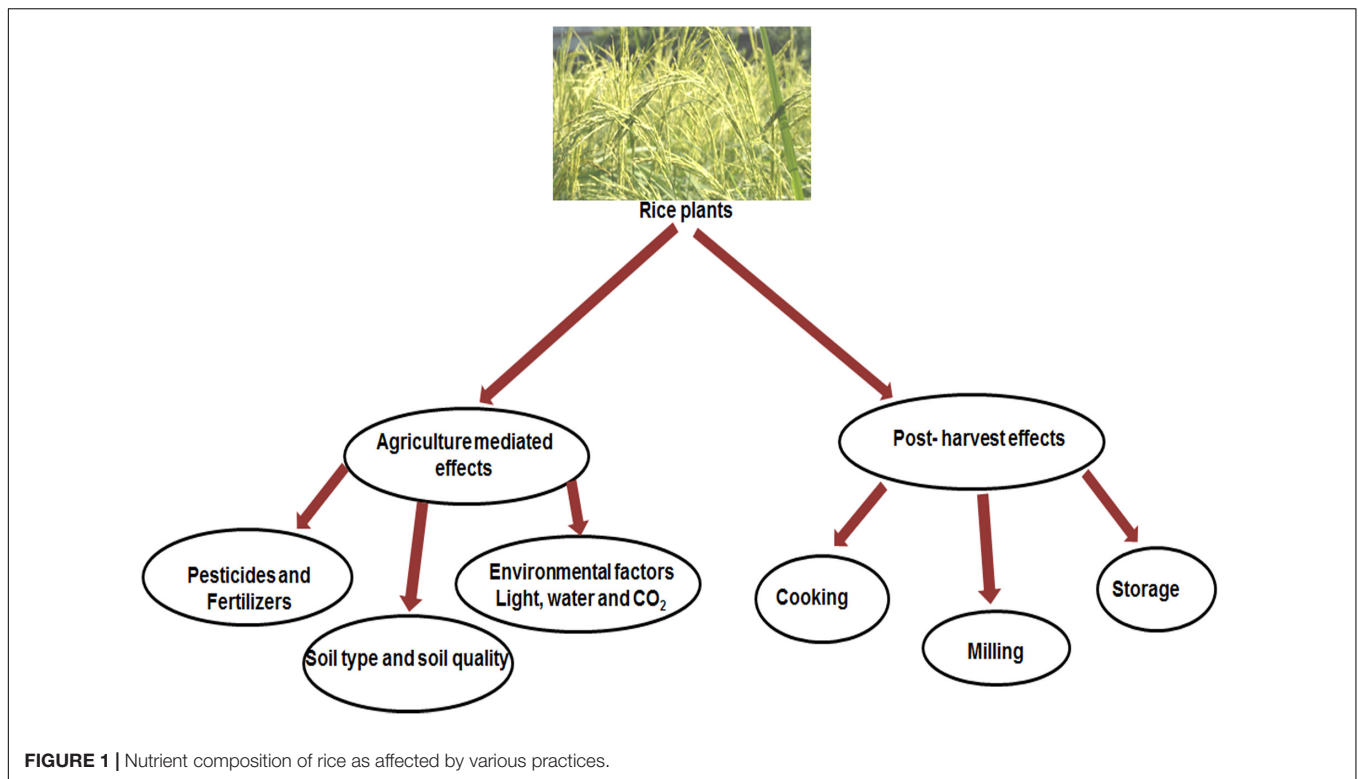 Rice plants
Agriculture mediated
effects
Post- harvest effects
Pesticides and
Fertilizers
Environmental factors
Light, water and CO₂
Soil type and soil quality
Cooking
Milling
Storage
FIGURE 1 | Nutrient composition of rice as affected by various practices.